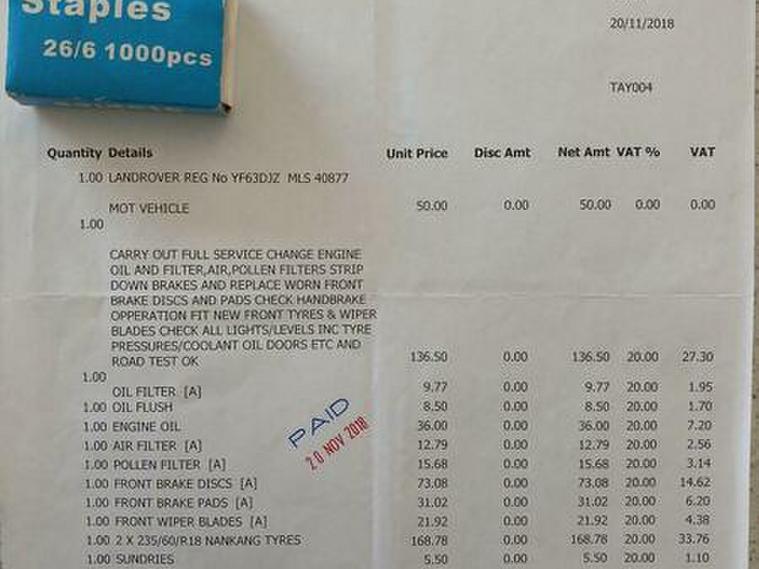 Staples
26/6 1000pcs
20/11/2018
TAY004
Quantity Details Unit Price Disc Amt Net Amt VAT % VAT
1.00 LANDROVER REG No YF63DJZ MLS 40877
MOT VEHICLE 50.00 0.00 50.00 0.00 0.00
1.00
CARRY OUT FULL SERVICE CHANGE ENGINE
OIL AND FILTER,AIR,POLLEN FILTERS STRIP
DOWN BRAKES AND REPLACE WORN FRONT
BRAKE DISCS AND PADS CHECK HANDBRAKE
OPPERATION FIT NEW FRONT TYRES & WIPER
BLADES CHECK ALL LIGHTS/LEVELS INC TYRE
PRESSURES/COOLANT OIL DOORS ETC AND
ROAD TEST OK 136.50 0.00 136.50 20.00 27.30
1.00
OIL FILTER [A] 9.77 0.00 9.77 20.00 1.95
1.00 OIL FLUSH 8.50 0.00 8.50 20.00 1.70
1.00 ENGINE OIL 36.00 0.00 36.00 20.00 7.20
1.00 AIR FILTER [A] 12.79 0.00 12.79 20.00 2.56
1.00 POLLEN FILTER [A] 15.68 0.00 15.68 20.00 3.14
1.00 FRONT BRAKE DISCS [A] 73.08 0.00 73.08 20.00 14.62
1.00 FRONT BRAKE PADS [A] 31.02 0.00 31.02 20.00 6.20
1.00 FRONT WIPER BLADES [A] 21.92 0.00 21.92 20.00 4.38
1.00 2 X 235/60/R18 NANKANG TYRES 168.78 0.00 168.78 20.00 33.76
1.00 SUNDRIES 5.50 0.00 5.50 20.00 1.10
PAID
20 NOV 2018